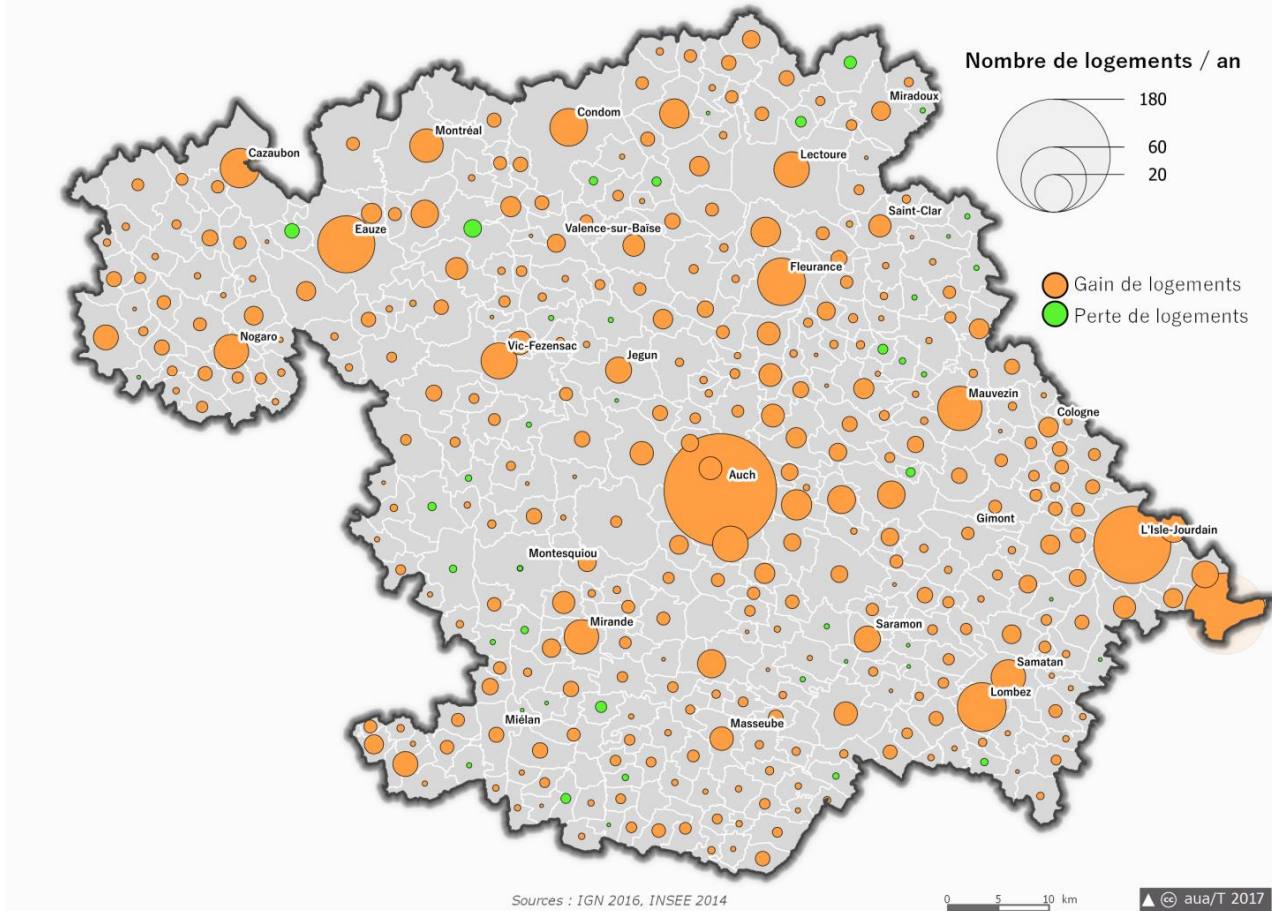 Nombre de logements / an
180
60
20
Gain de logements
Perte de logements
Miradoux
Condom
Montréal
Cazaubon
Lectoure
Saint-Clar
Eauze
Valence-sur-Baïse
Fleurance
Nogaro
Vic-Fezensac
Jegun
Mauvezin
Cologne
Auch
Gimont
L'Isle-Jourdain
Montesquiou
Mirande
Saramon
Samatan
Lombez
Miélan
Masseube
Sources : IGN 2016, INSEE 2014
0 5 10 km
cc aua/T 2017